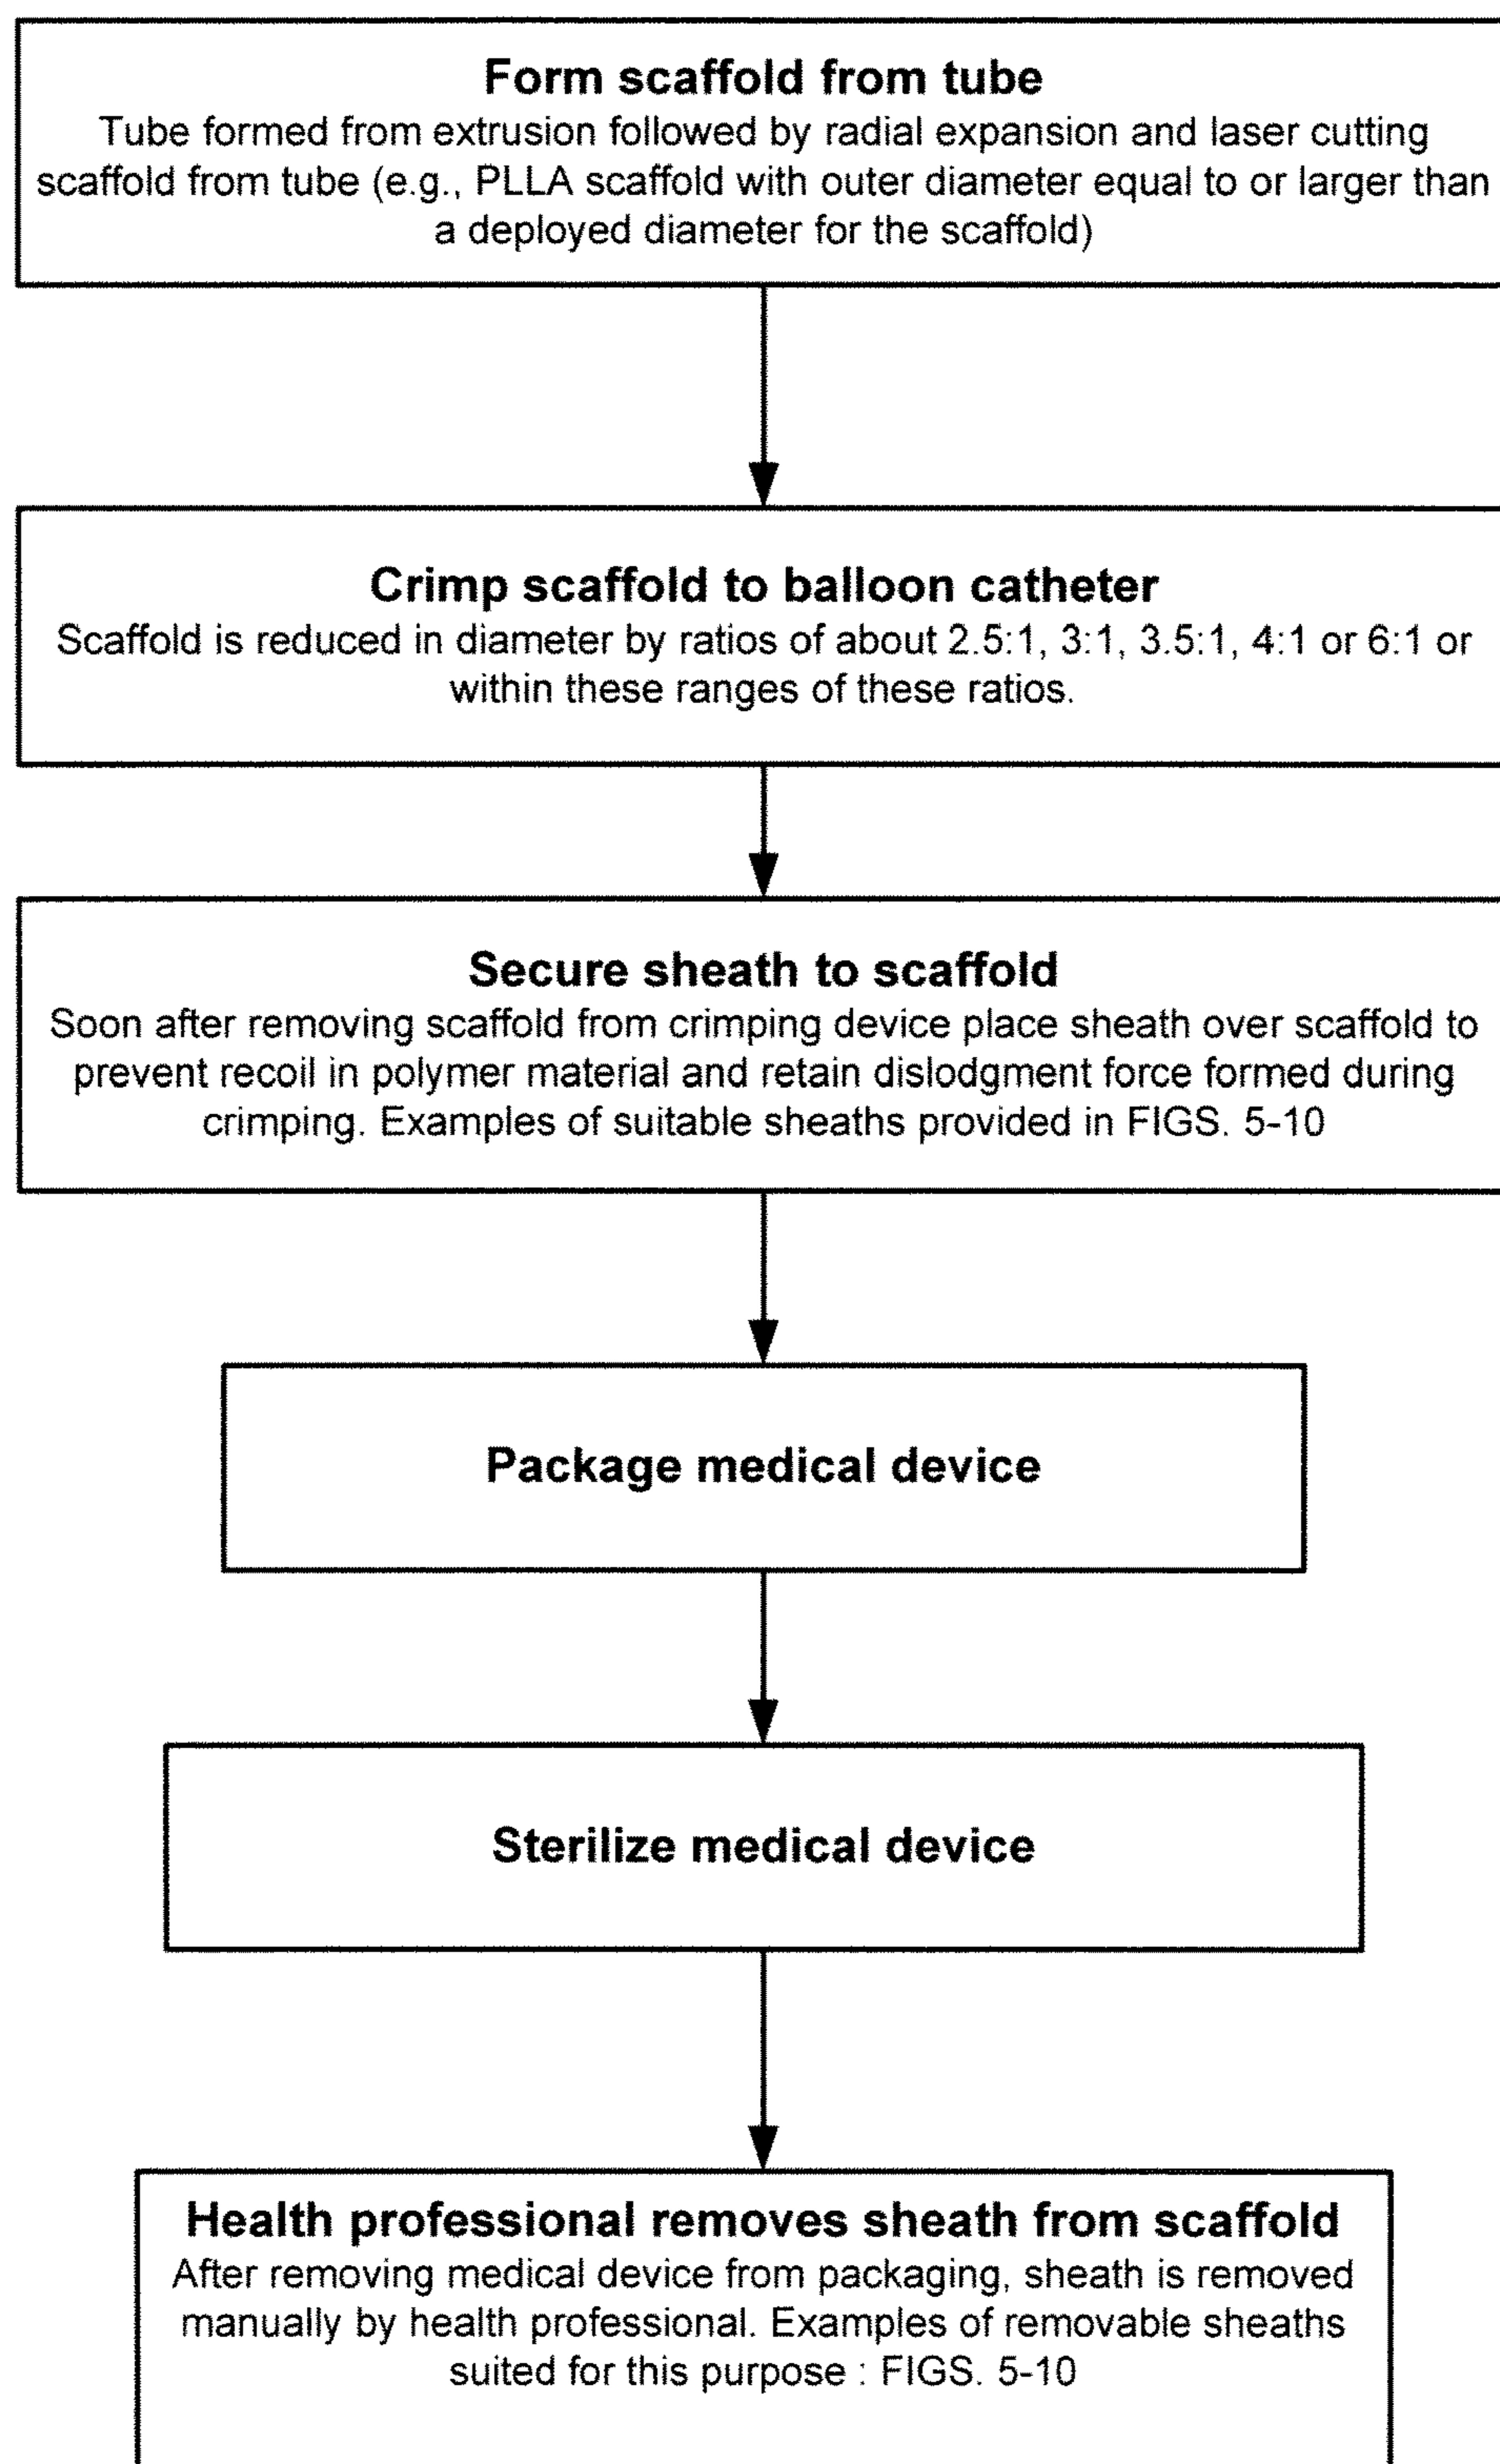 Form scaffold from tube
Tube formed from extrusion followed by radial expansion and laser cutting
scaffold from tube (e.g., PLLA scaffold with outer diameter equal to or larger than
a deployed diameter for the scaffold)
Crimp scaffold to balloon catheter
Scaffold is reduced in diameter by ratios of about 2.5:1, 3:1, 3.5:1, 4:1 or 6:1 or
within these ranges of these ratios.
Secure sheath to scaffold
Soon after removing scaffold from crimping device place sheath over scaffold to
prevent recoil in polymer material and retain dislodgment force formed during
crimping. Examples of suitable sheaths provided in FIGS. 5-10
Package medical device
Sterilize medical device
Health professional removes sheath from scaffold
After removing medical device from packaging, sheath is removed
manually by health professional. Examples of removable sheaths
suited for this purpose : FIGS. 5-10